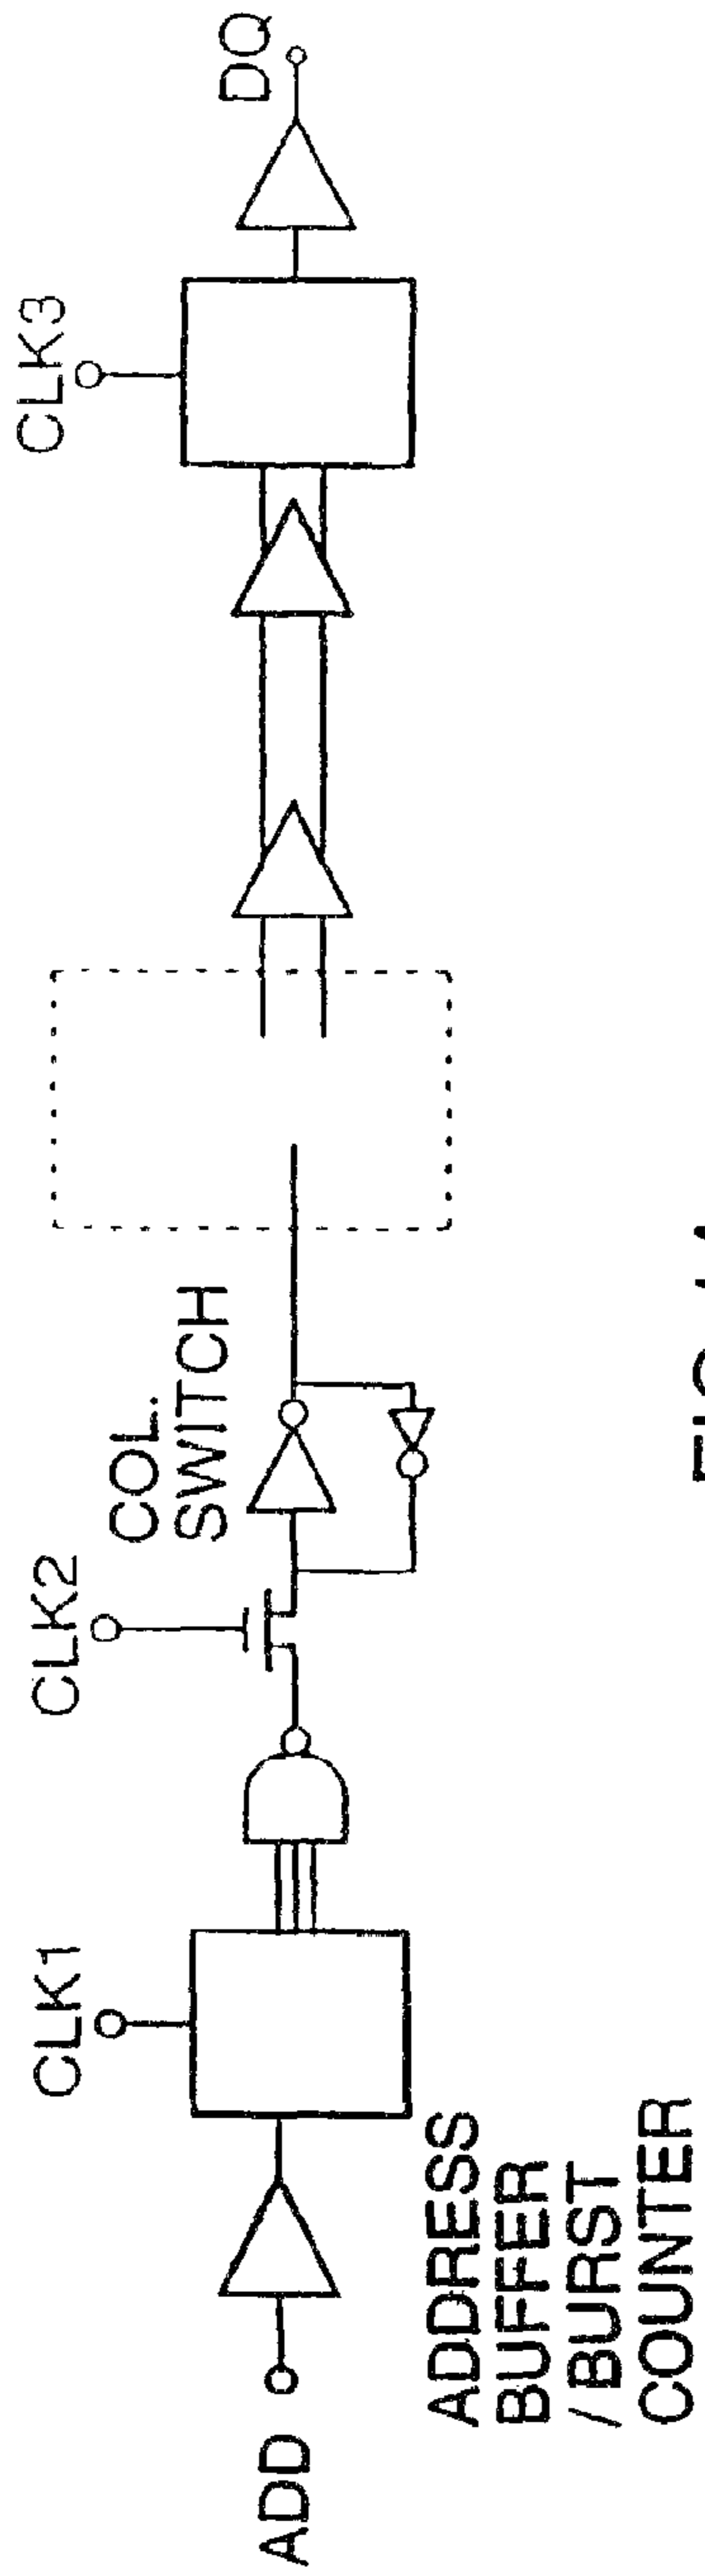 ADD
ADDRESS
BUFFER
/ BURST
COUNTER
CLK1
CLK2
COL.
SWITCH
CLK3
DQ